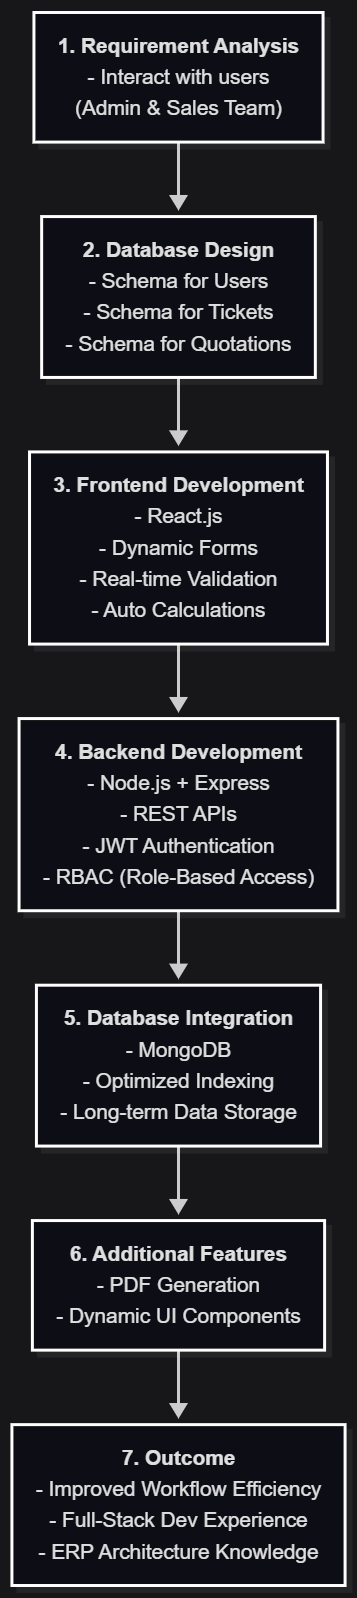 1. Requirement Analysis
- Interact with users
(Admin & Sales Team)
2. Database Design
- Schema for Users
- Schema for Tickets
- Schema for Quotations
3. Frontend Development
- React.js
- Dynamic Forms
- Real-time Validation
- Auto Calculations
4. Backend Development
- Node.js + Express
- REST APIs
- JWT Authentication
- RBAC (Role-Based Access)
5. Database Integration
- MongoDB
- Optimized Indexing
- Long-term Data Storage
6. Additional Features
- PDF Generation
- Dynamic UI Components
7. Outcome
- Improved Workflow Efficiency
- Full-Stack Dev Experience
- ERP Architecture Knowledge